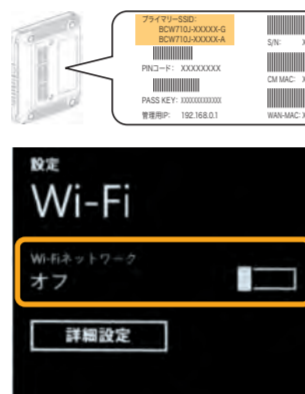 プライマリーSSID:
BCW710J-XXXXX-G
BCW710J-XXXXX-A
S/N:
PINコード: XXXXXXXX
CM MAC: X
PASS KEY: XXXXXXXXXXXXX
管理用IP: 192.168.0.1
WAN-MAC: X
設定
Wi-Fi
Wi-Fiネットワーク
オフ
詳細設定